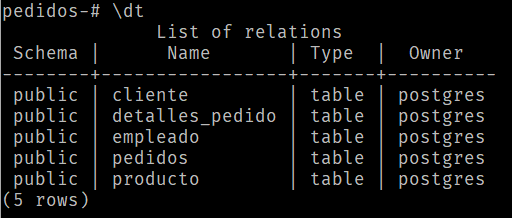 pedidos-# \dt
              List of relations
 Schema |      Name       | Type  |  Owner
--------+-----------------+-------+----------
 public | cliente         | table | postgres
 public | detalles_pedido | table | postgres
 public | empleado        | table | postgres
 public | pedidos         | table | postgres
 public | producto        | table | postgres
(5 rows)